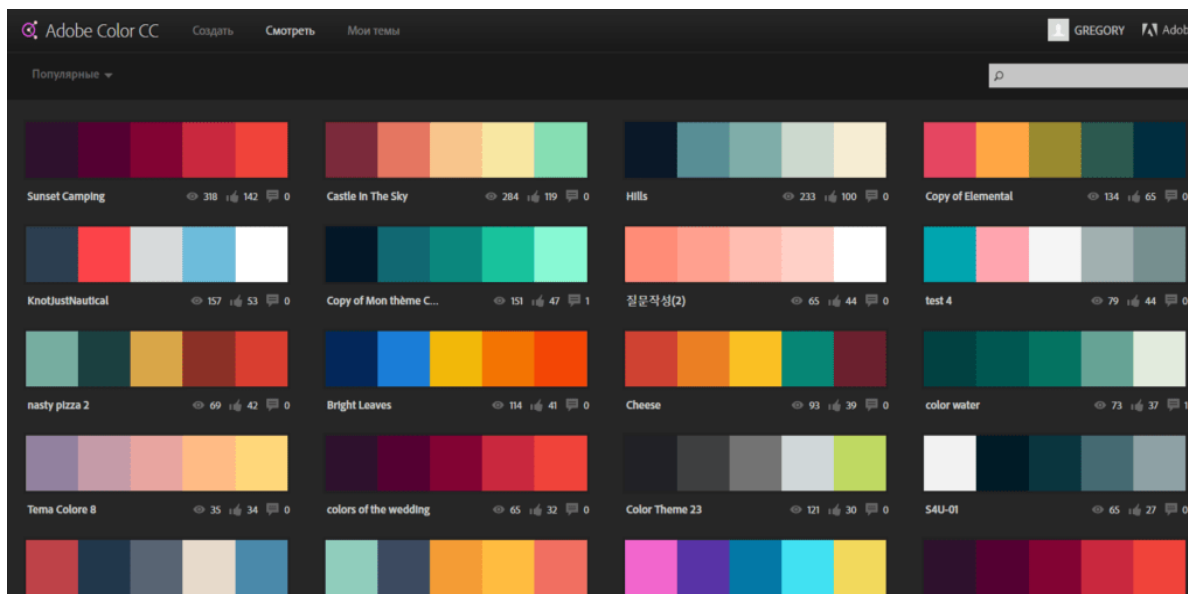 Adobe Color CC Создать Смотреть Мои темы GREGORY Adob
Популярные
Sunset Camping 318 142 0 Castle In The Sky 284 119 0 Hills 233 100 0 Copy of Elemental 134 65 0
KnotJustNautical 157 53 0 Copy of Mon thème C... 151 47 1 질문작성(2) 65 44 0 test 4 79 44 0
nasty pizza 2 69 42 0 Bright Leaves 114 41 0 Cheese 93 39 0 color water 73 37 1
Tema Colore 8 35 34 0 colors of the wedding 65 32 0 Color Theme 23 121 30 0 S4U-01 65 27 0